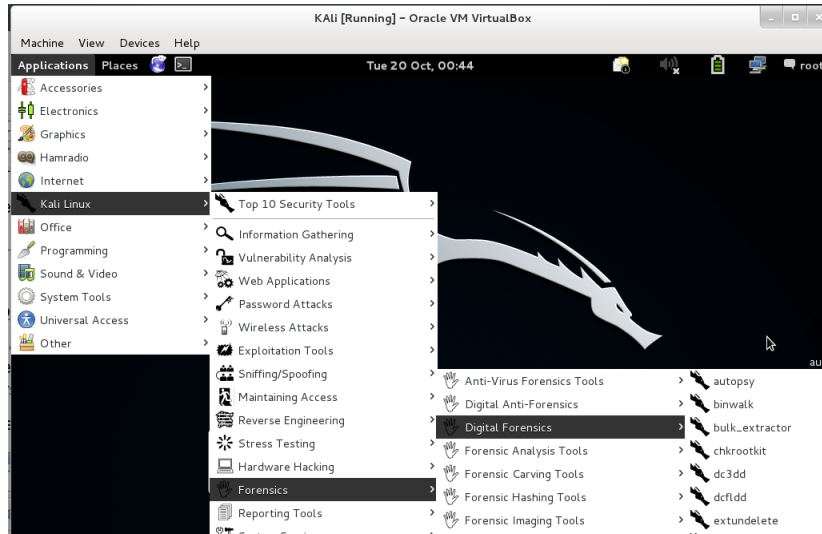 KAli [Running] – Oracle VM VirtualBox
Machine View Devices Help
Applications Places Tue 20 Oct, 00:44 root
Accessories
Electronics
Graphics
Hamradio
Internet
Kali Linux
Office
Programming
Sound & Video
System Tools
Universal Access
Other
Top 10 Security Tools
Information Gathering
Vulnerability Analysis
Web Applications
Password Attacks
Wireless Attacks
Exploitation Tools
Sniffing/Spoofing
Maintaining Access
Reverse Engineering
Stress Testing
Hardware Hacking
Forensics
Reporting Tools
au
Anti-Virus Forensics Tools
Digital Anti-Forensics
Digital Forensics
Forensic Analysis Tools
Forensic Carving Tools
Forensic Hashing Tools
Forensic Imaging Tools
autopsy
binwalk
bulk_extractor
chkrootkit
dc3dd
dcfldd
extundelete